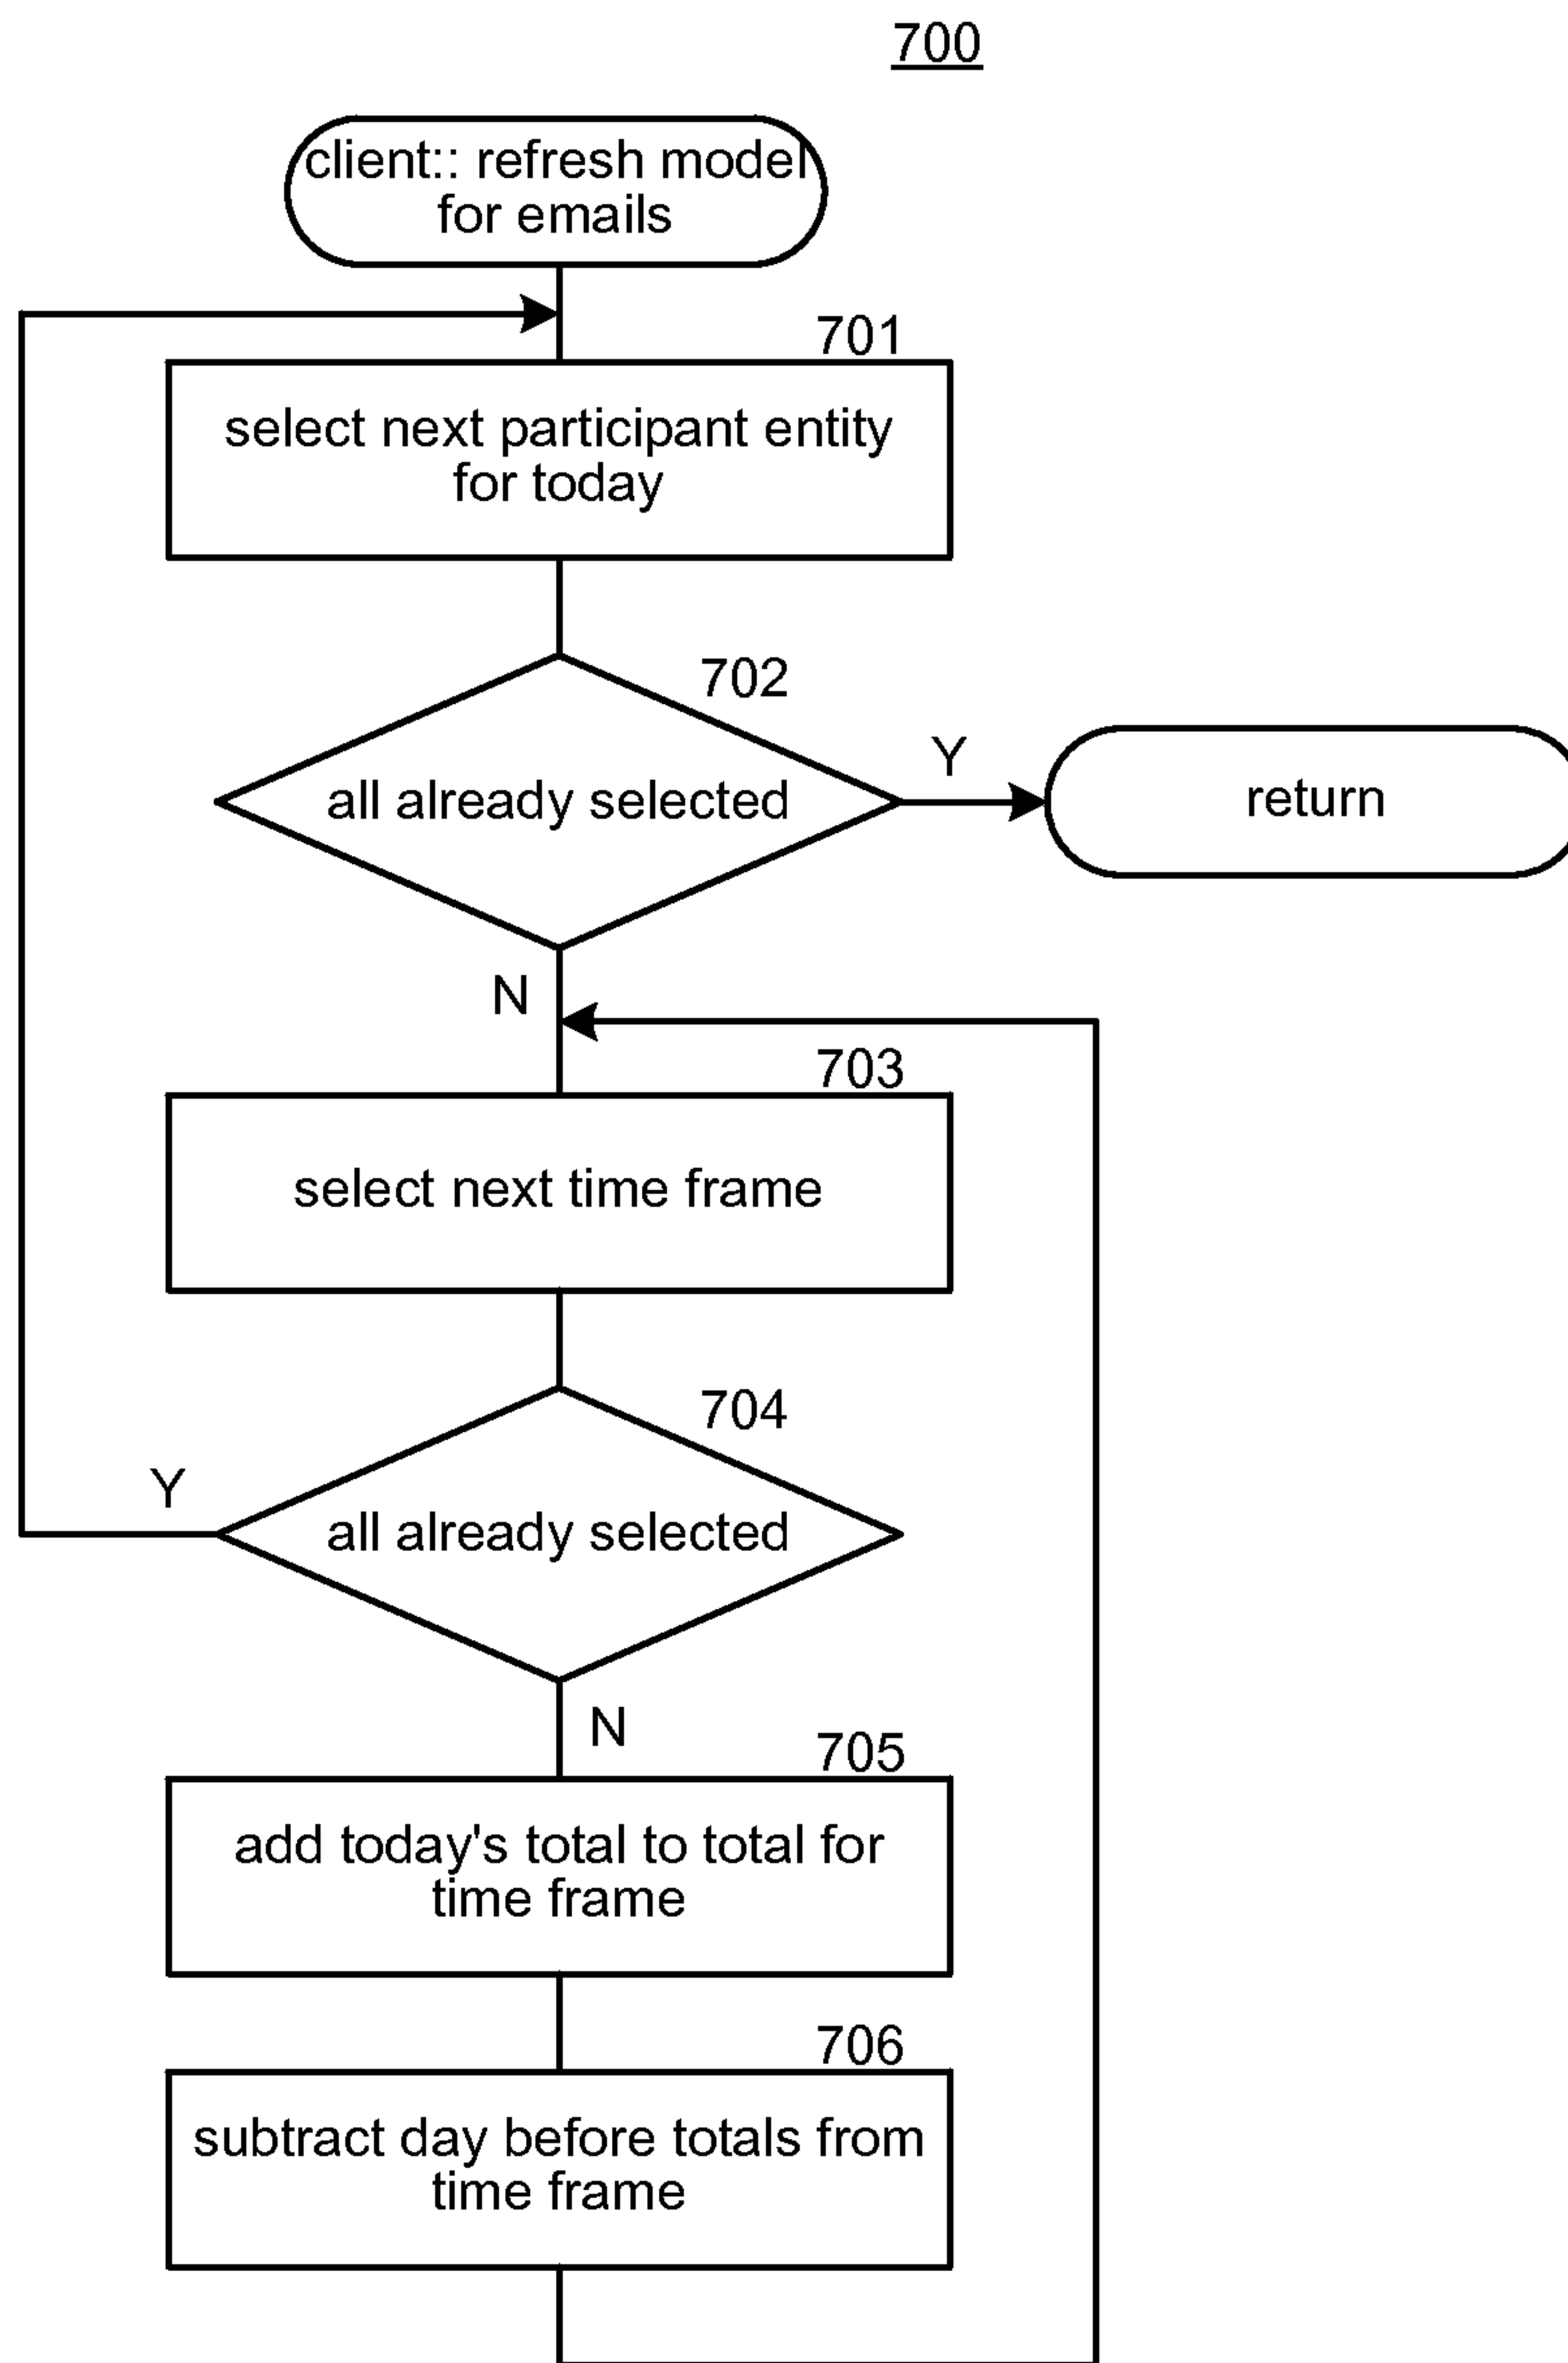 700
client:: refresh model
for emails
701
select next participant entity
for today
702
all already selected
Y
return
N
703
select next time frame
704
Y
all already selected
N
705
add today's total to total for
time frame
706
subtract day before totals from
time frame